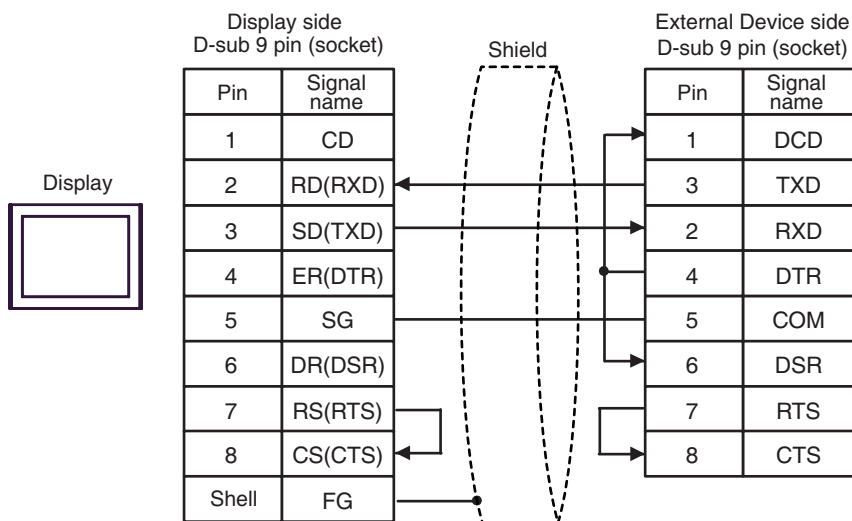 Display side
D-sub 9 pin (socket)
Shield
External Device side
D-sub 9 pin (socket)
Display
Pin Signal name
1 CD
2 RD(RXD)
3 SD(TXD)
4 ER(DTR)
5 SG
6 DR(DSR)
7 RS(RTS)
8 CS(CTS)
Shell FG
Pin Signal name
1 DCD
3 TXD
2 RXD
4 DTR
5 COM
6 DSR
7 RTS
8 CTS